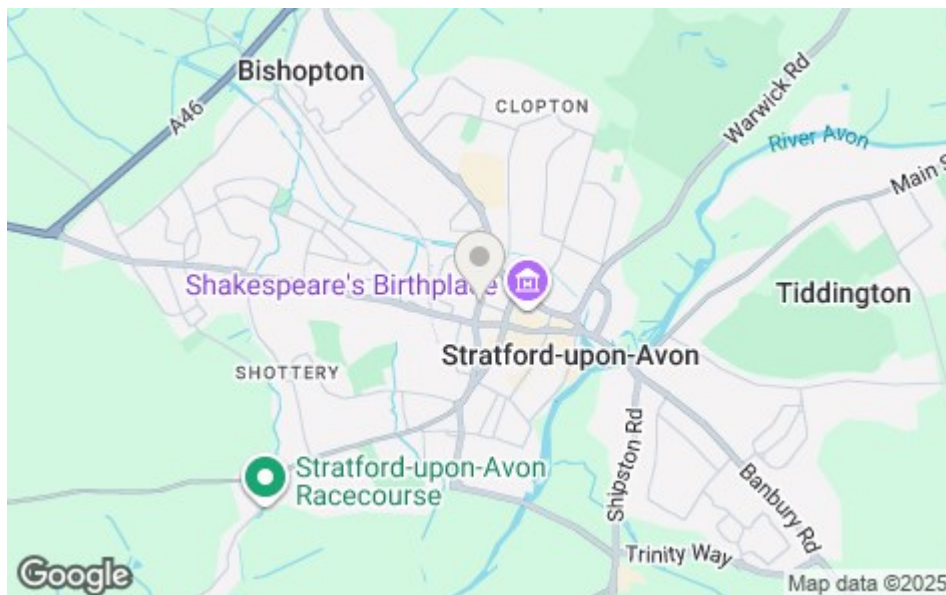 Bishopton
CLOPTON
A46
Warwick Rd
River Avon
Main S
Shakespeare's Birthplace
Tiddington
Stratford-upon-Avon
SHOTTERY
Stratford-upon-Avon
Racecourse
Shipston Rd
Banbury Rd
Trinity Way
Google
Map data ©2025